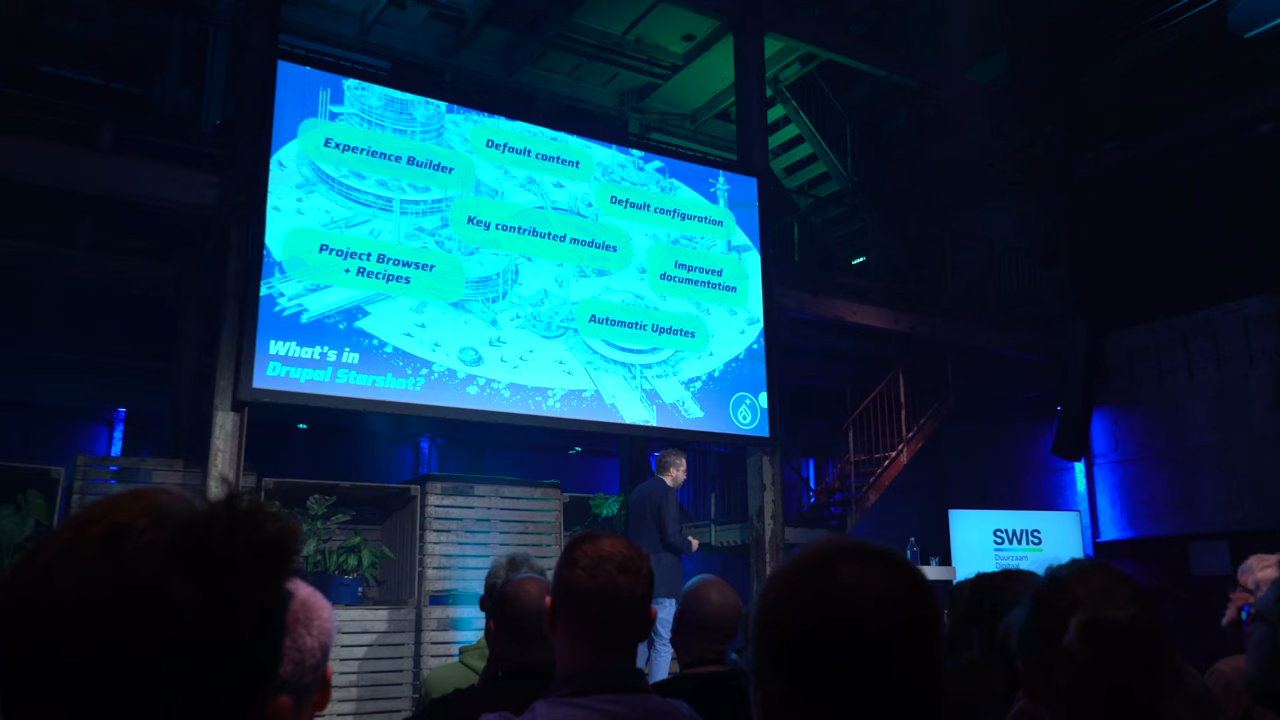 Experience Builder
Default content
Default configuration
Key contributed modules
Project Browser
+ Recipes
Improved
documentation
Automatic Updates
What's in
Drupal Starshot?
SWIS
Duurzaam
Digitaal